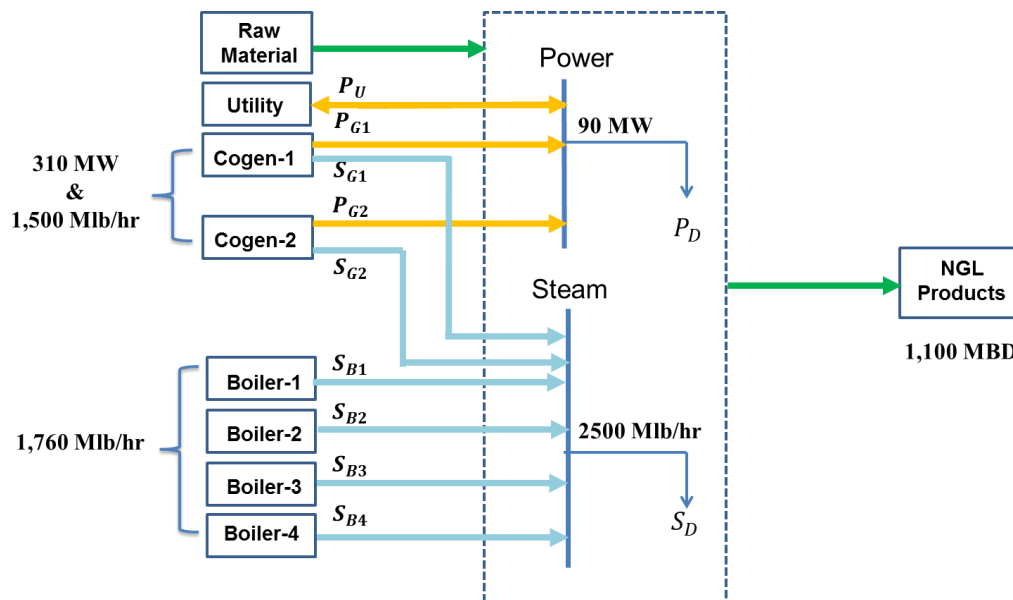 Raw
Material
Power
P_U
Utility
P_G1
90 MW
310 MW
&
1,500 Mlb/hr
Cogen-1
S_G1
P_G2
Cogen-2
P_D
S_G2
NGL
Products
Steam
1,100 MBD
S_B1
Boiler-1
1,760 Mlb/hr
S_B2
Boiler-2
2500 Mlb/hr
S_B3
Boiler-3
S_B4
Boiler-4
S_D